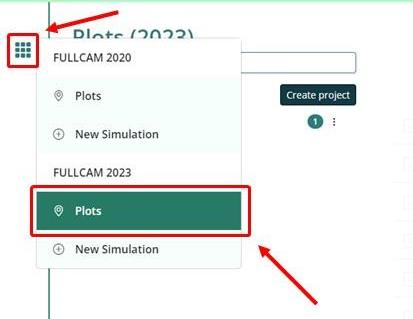 Plots (2023)
FULLCAM 2020
Plots
New Simulation
Create project
1
FULLCAM 2023
Plots
New Simulation